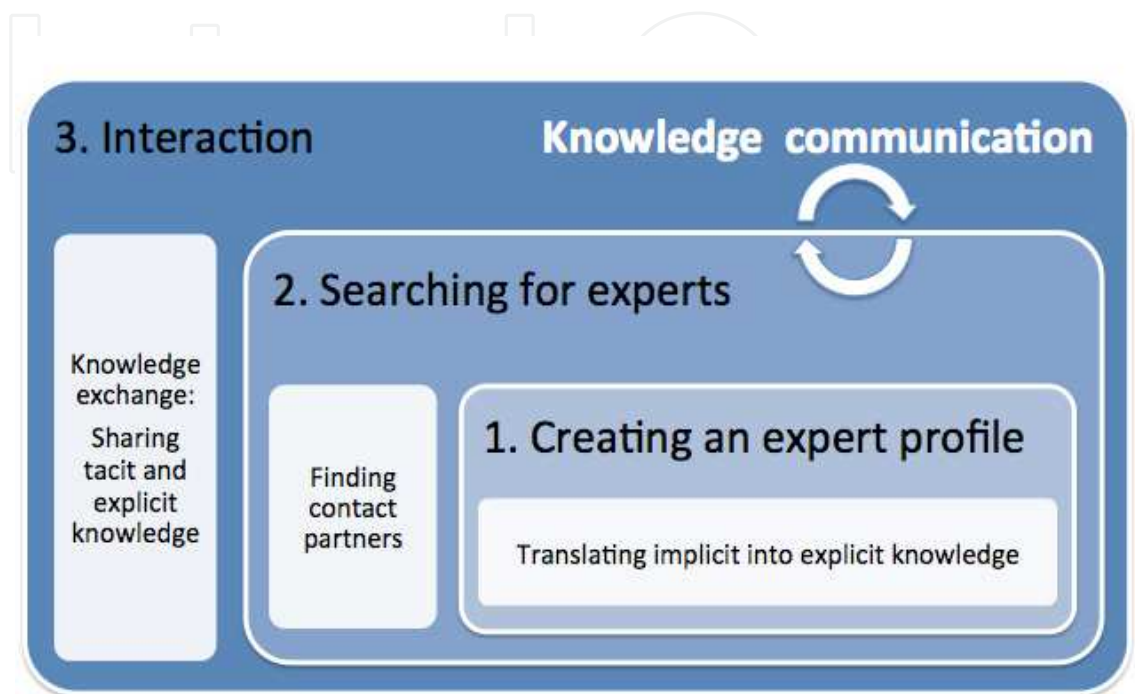 3. Interaction
Knowledge communication
Knowledge
exchange:
Sharing
tacit and
explicit
knowledge
2. Searching for experts
Finding
contact
partners
1. Creating an expert profile
Translating implicit into explicit knowledge